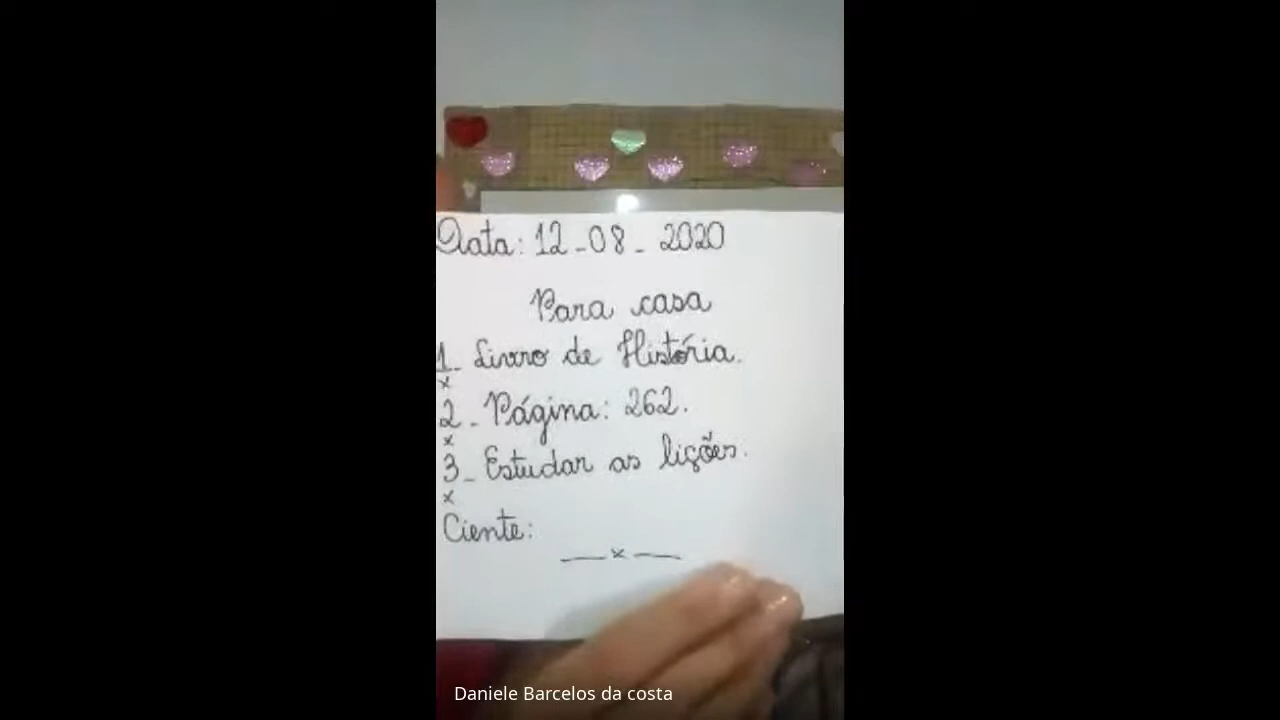 Data: 12-08-2020
Para casa
1- Livro de História.
x
2- Página: 262.
x
3- Estudar as lições.
x
Ciente:
—x—
Daniele Barcelos da costa